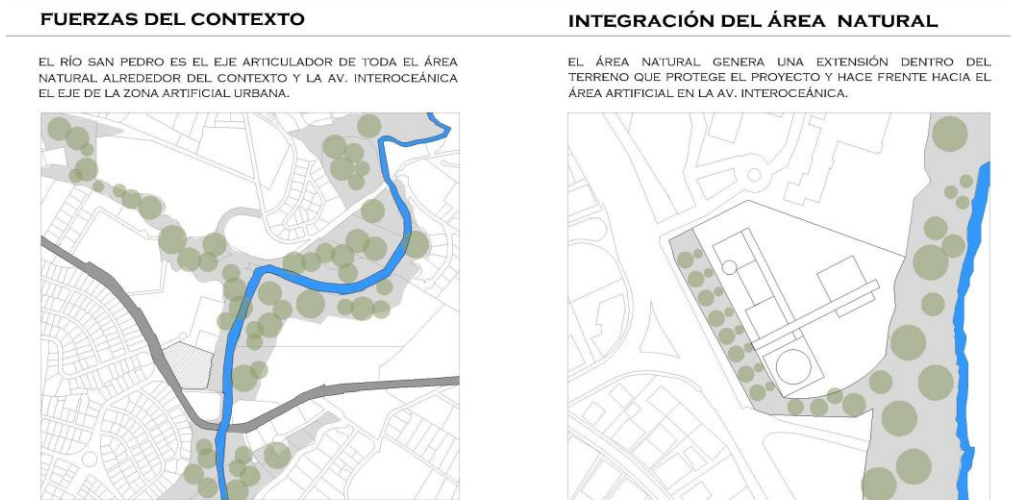 FUERZAS DEL CONTEXTO
EL RÍO SAN PEDRO ES EL EJE ARTICULADOR DE TODA EL ÁREA
NATURAL ALREDEDOR DEL CONTEXTO Y LA AV. INTEROCEÁNICA
EL EJE DE LA ZONA ARTIFICIAL URBANA.
INTEGRACIÓN DEL ÁREA NATURAL
EL ÁREA NATURAL GENERA UNA EXTENSIÓN DENTRO DEL
TERRENO QUE PROTEGE EL PROYECTO Y HACE FRENTE HACIA EL
ÁREA ARTIFICIAL EN LA AV. INTEROCEÁNICA.